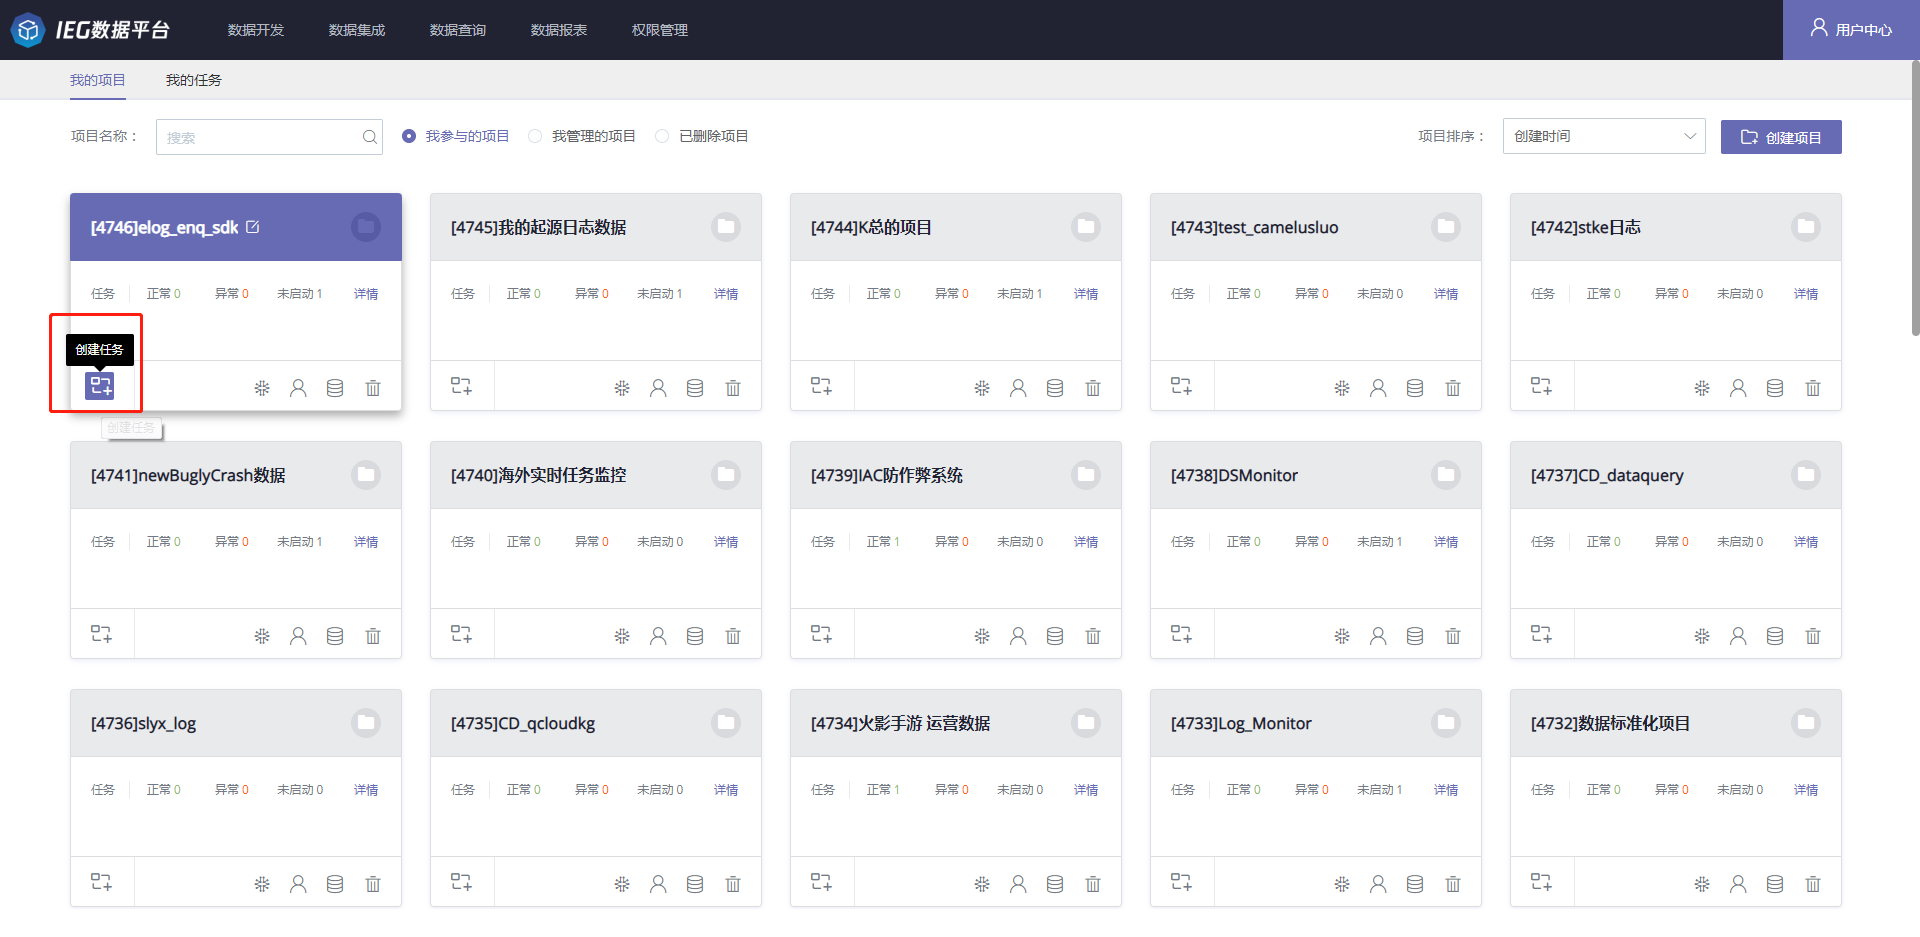 IEG数据平台 数据开发 数据集成 数据查询 数据报表 权限管理 用户中心
我的项目 我的任务
项目名称： 搜索 我参与的项目 我管理的项目 已删除项目 项目排序： 创建时间 创建项目
[4746]elog_enq_sdk [4745]我的起源日志数据 [4744]K总的项目 [4743]test_camelusluo [4742]stke日志
任务 正常 0 异常 0 未启动 1 详情 任务 正常 0 异常 0 未启动 1 详情 任务 正常 0 异常 0 未启动 1 详情 任务 正常 0 异常 0 未启动 0 详情 任务 正常 0 异常 0 未启动 0 详情
创建任务
创建任务
[4741]newBuglyCrash数据 [4740]海外实时任务监控 [4739]IAC防作弊系统 [4738]DSMonitor [4737]CD_dataquery
任务 正常 0 异常 0 未启动 1 详情 任务 正常 0 异常 0 未启动 0 详情 任务 正常 1 异常 0 未启动 0 详情 任务 正常 0 异常 0 未启动 1 详情 任务 正常 0 异常 0 未启动 0 详情
[4736]slyx_log [4735]CD_qcloudkg [4734]火影手游 运营数据 [4733]Log_Monitor [4732]数据标准化项目
任务 正常 0 异常 0 未启动 0 详情 任务 正常 0 异常 0 未启动 0 详情 任务 正常 1 异常 0 未启动 0 详情 任务 正常 0 异常 0 未启动 1 详情 任务 正常 0 异常 0 未启动 0 详情